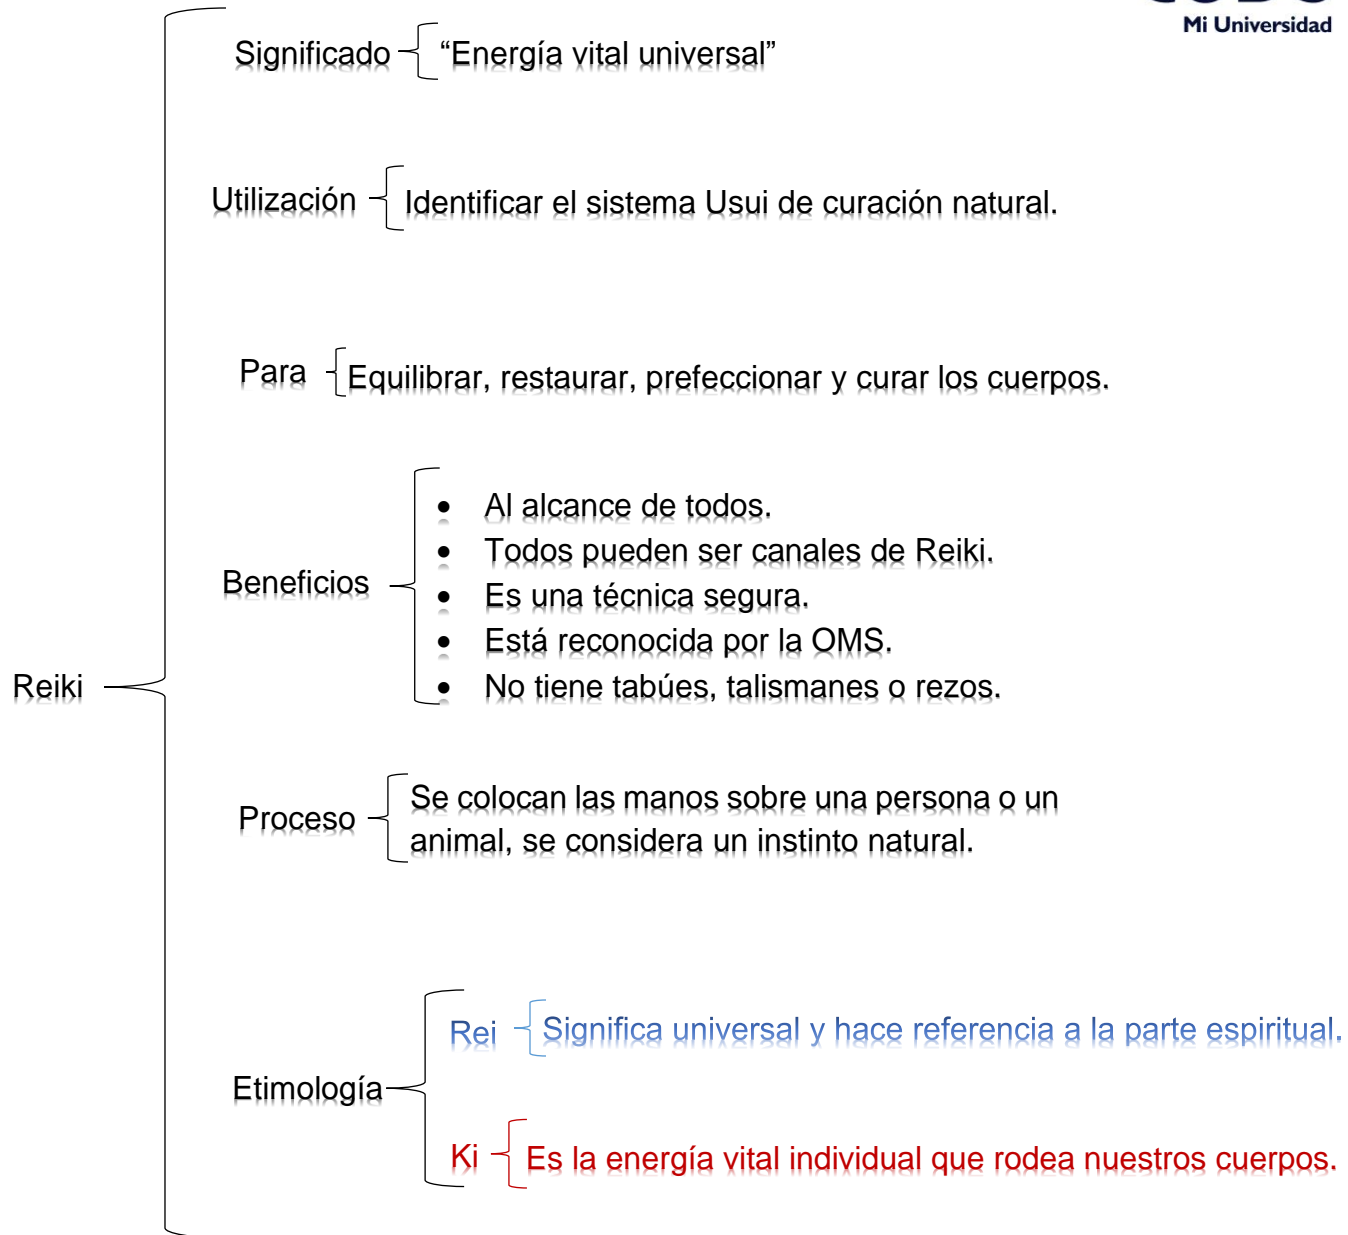 Mi Universidad
Significado
“Energía vital universal”
Utilización
Identificar el sistema Usui de curación natural.
Para
Equilibrar, restaurar, prefeccionar y curar los cuerpos.
Beneficios
• Al alcance de todos.
• Todos pueden ser canales de Reiki.
• Es una técnica segura.
• Está reconocida por la OMS.
• No tiene tabúes, talismanes o rezos.
Reiki
Proceso
Se colocan las manos sobre una persona o un
animal, se considera un instinto natural.
Etimología
Rei
Significa universal y hace referencia a la parte espiritual.
Ki
Es la energía vital individual que rodea nuestros cuerpos.